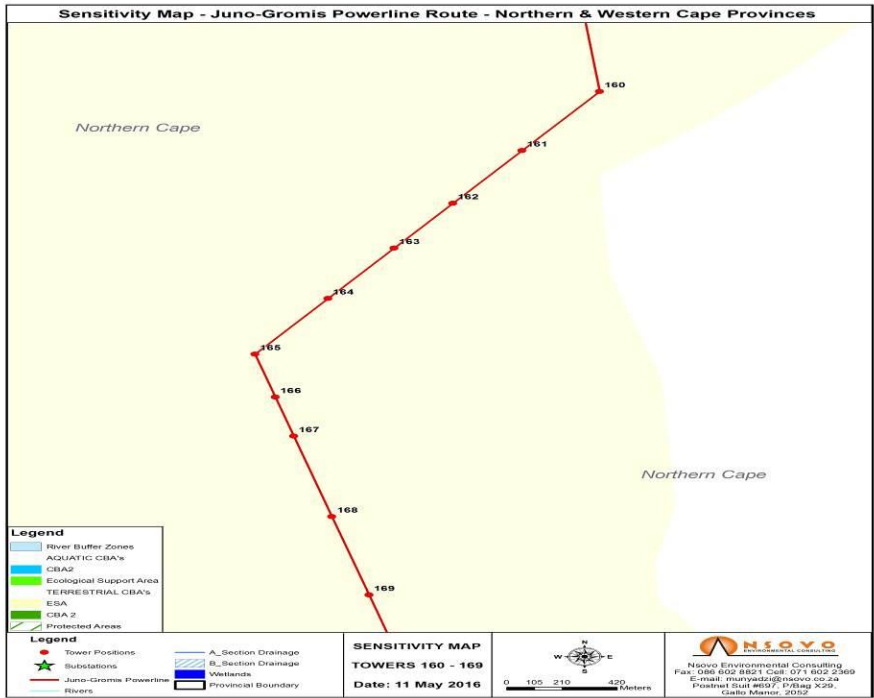 Sensitivity Map - Juno-Gromis Powerline Route - Northern & Western Cape Provinces
160
Northern Cape
161
162
163
164
165
166
167
Northern Cape
168
169
Legend
River Buffer Zones
AQUATIC CBA's
CBA2
Ecological Support Area
TERRESTRIAL CBA's
ESA
CBA 2
Protected Areas
Legend
Tower Positions
Substations
Juno-Gromis Powerline
Rivers
A_Section Drainage
B_Section Drainage
Wetlands
Provincial Boundary
SENSITIVITY MAP
TOWERS 160 - 169
Date: 11 May 2016
N
W E
S
0 105 210 420
Meters
NSOVO
ENVIRONMENTAL CONSULTING
Nsovo Environmental Consulting
Fax: 086 602 8821 Cell: 071 602 2369
E-mail: munyadzi@nsovo.co.za
Postnet Suit #697, P/Bag X29,
Gallo Manor, 2052